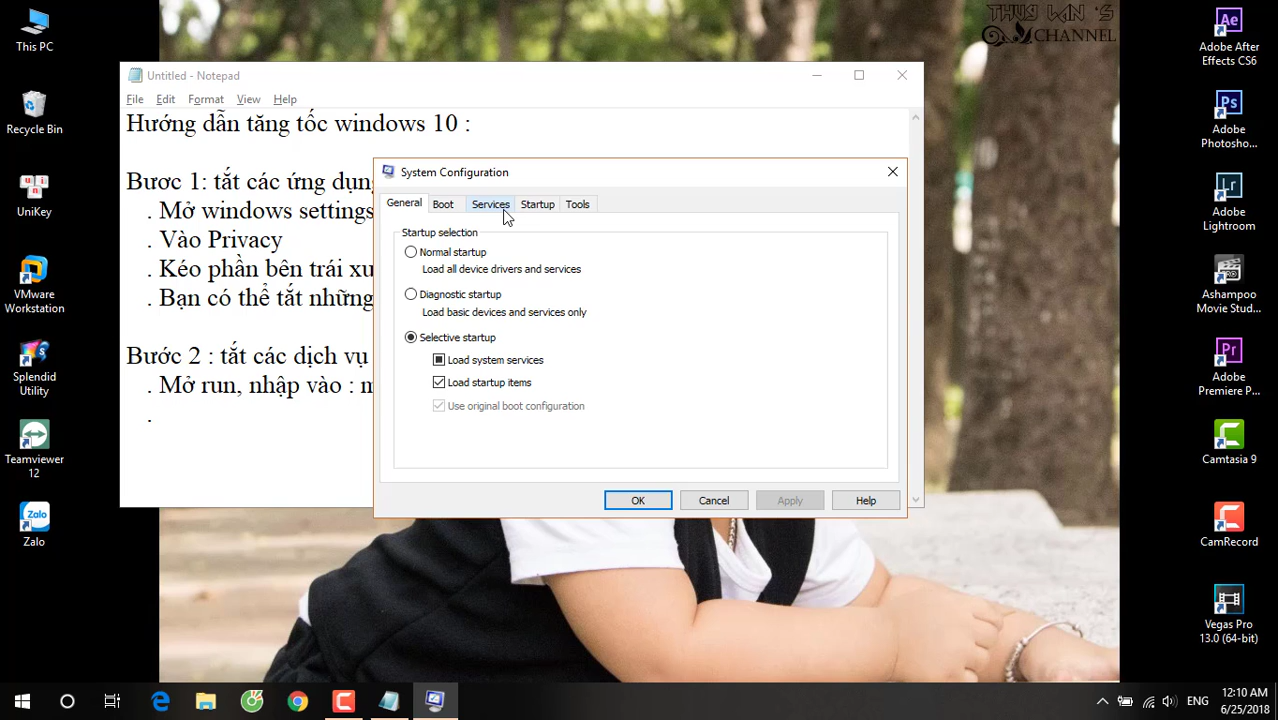 THUY LAN 'S
CHANNEL
This PC
Recycle Bin
UniKey
VMware
Workstation
Splendid
Utility
Teamviewer
12
Zalo
Untitled - Notepad
File Edit Format View Help
Hướng dẫn tăng tốc windows 10 :
Bươc 1: tắt các ứng dụng
. Mở windows settings
. Vào Privacy
. Kéo phần bên trái xu
. Bạn có thể tắt những
Bước 2 : tắt các dịch vụ
. Mở run, nhập vào : m
.
System Configuration
General Boot Services Startup Tools
Startup selection
Normal startup
Load all device drivers and services
Diagnostic startup
Load basic devices and services only
Selective startup
Load system services
Load startup items
Use original boot configuration
OK Cancel Apply Help
Adobe After
Effects CS6
Adobe
Photosho...
Adobe
Lightroom
Ashampoo
Movie Stud...
Adobe
Premiere P...
Camtasia 9
CamRecord
Vegas Pro
13.0 (64-bit)
ENG
12:10 AM
6/25/2018